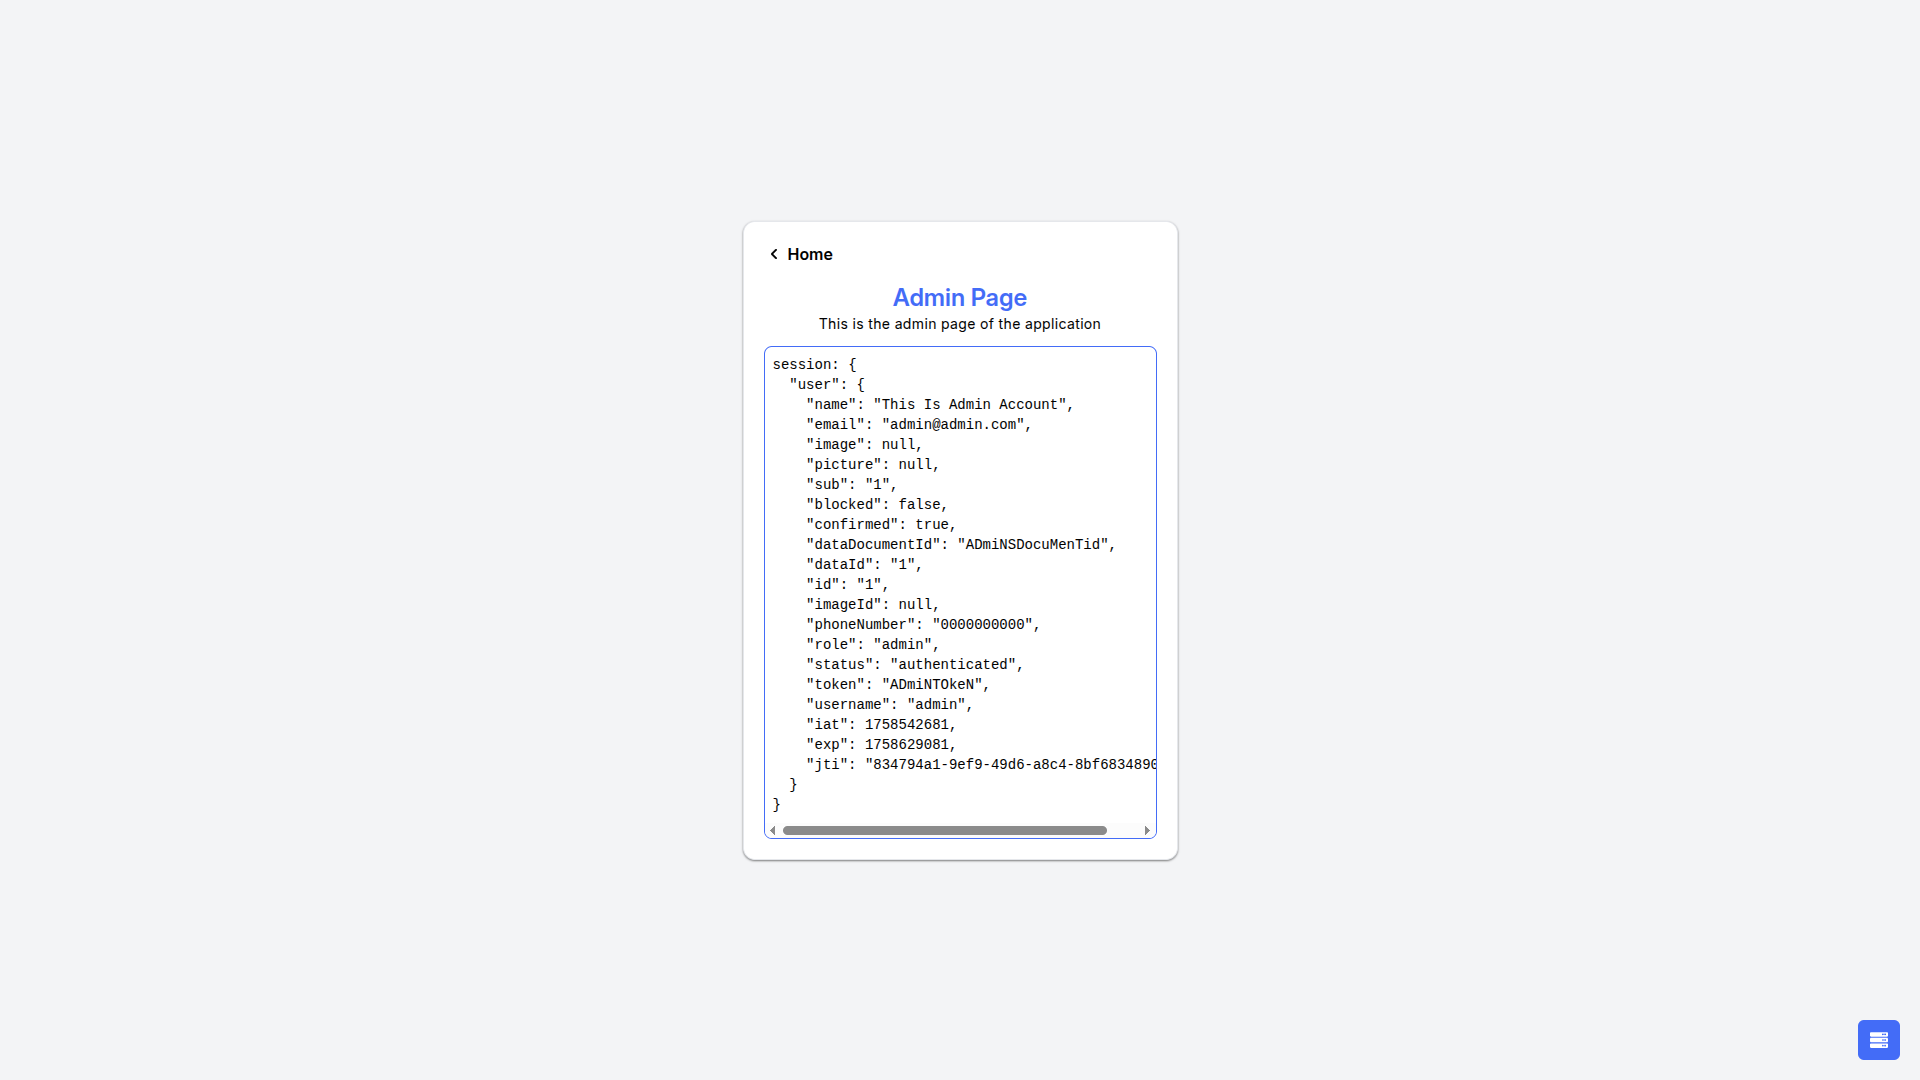 Home
Admin Page
This is the admin page of the application
session: {
  "user": {
    "name": "This Is Admin Account",
    "email": "admin@admin.com",
    "image": null,
    "picture": null,
    "sub": "1",
    "blocked": false,
    "confirmed": true,
    "dataDocumentId": "ADmiNSDocuMenTid",
    "dataId": "1",
    "id": "1",
    "imageId": null,
    "phoneNumber": "0000000000",
    "role": "admin",
    "status": "authenticated",
    "token": "ADmiNTOkeN",
    "username": "admin",
    "iat": 1758542681,
    "exp": 1758629081,
    "jti": "834794a1-9ef9-49d6-a8c4-8bf6834890
  }
}